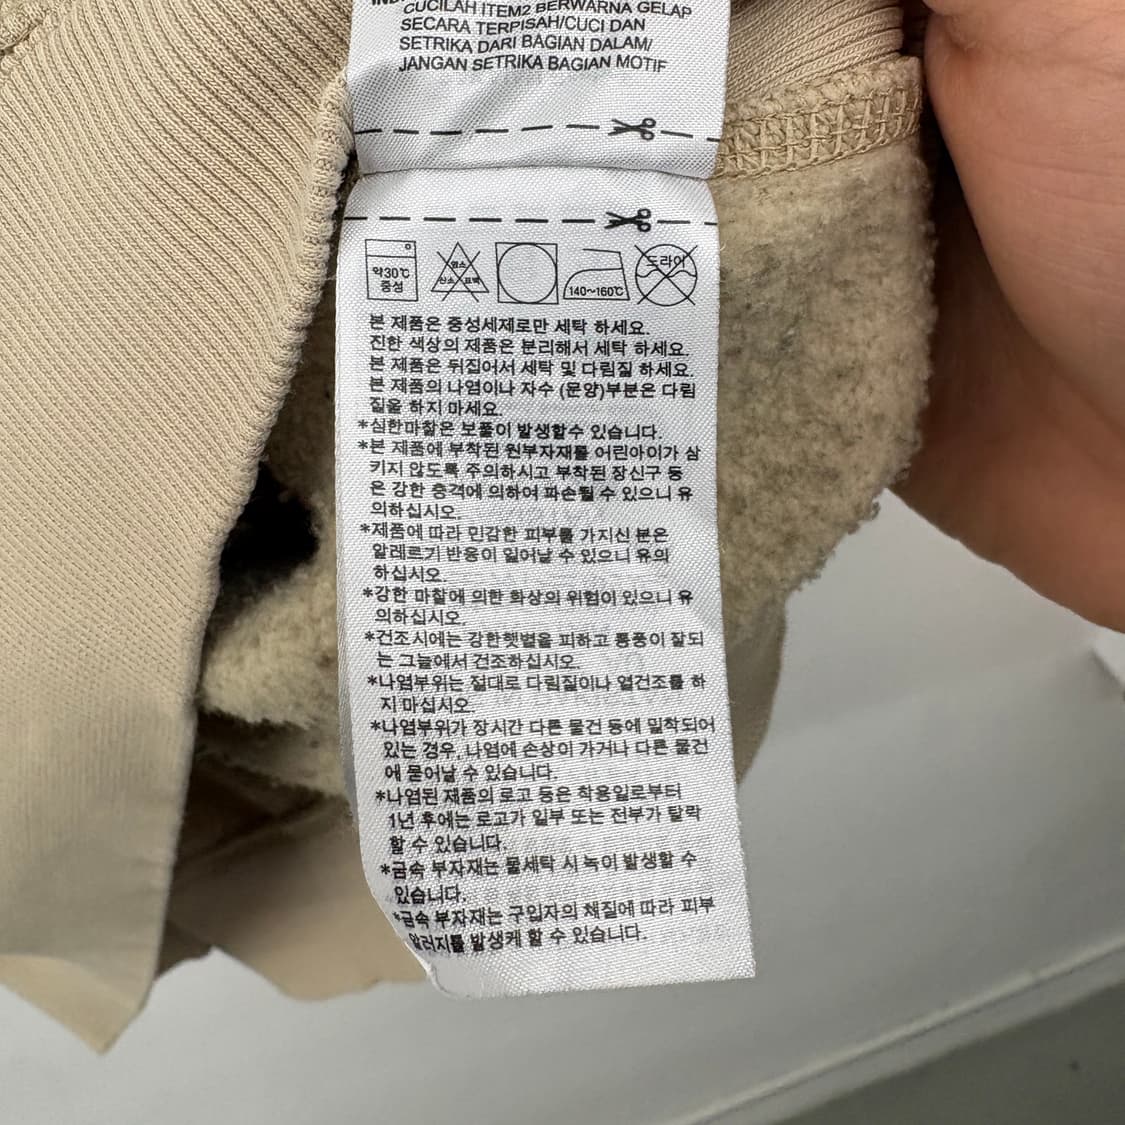 CUCILAH ITEM2 BERWARNA GELAP
SECARA TERPISAH/CUCI DAN
SETRIKA DARI BAGIAN DALAM/
JANGAN SETRIKA BAGIAN MOTIF
약30℃
중성
염소
산소 표백
140~160℃
드라이
본 제품은 중성세제로만 세탁 하세요.
진한 색상의 제품은 분리해서 세탁 하세요.
본 제품은 뒤집어서 세탁 및 다림질 하세요.
본 제품의 나염이나 자수 (문양)부분은 다림
질을 하지 마세요.
*심한마찰은 보풀이 발생할수 있습니다.
*본 제품에 부착된 원부자재를 어린아이가 삼
키지 않도록 주의하시고 부착된 장신구 등
은 강한 충격에 의하여 파손될 수 있으니 유
의하십시오.
*제품에 따라 민감한 피부를 가지신 분은
알레르기 반응이 일어날 수 있으니 유의
하십시오.
*강한 마찰에 의한 화상의 위험이 있으니 유
의하십시오.
*건조시에는 강한햇볕을 피하고 통풍이 잘되
는 그늘에서 건조하십시오.
*나염부위는 절대로 다림질이나 열건조를 하
지 마십시오.
*나염부위가 장시간 다른 물건 등에 밀착되어
있는 경우, 나염에 손상이 가거나 다른 물건
에 묻어날 수 있습니다.
*나염된 제품의 로고 등은 착용일로부터
1년 후에는 로고가 일부 또는 전부가 탈락
할 수 있습니다.
*금속 부자재는 물세탁 시 녹이 발생할 수
있습니다.
*금속 부자재는 구입자의 체질에 따라 피부
알러지를 발생케 할 수 있습니다.